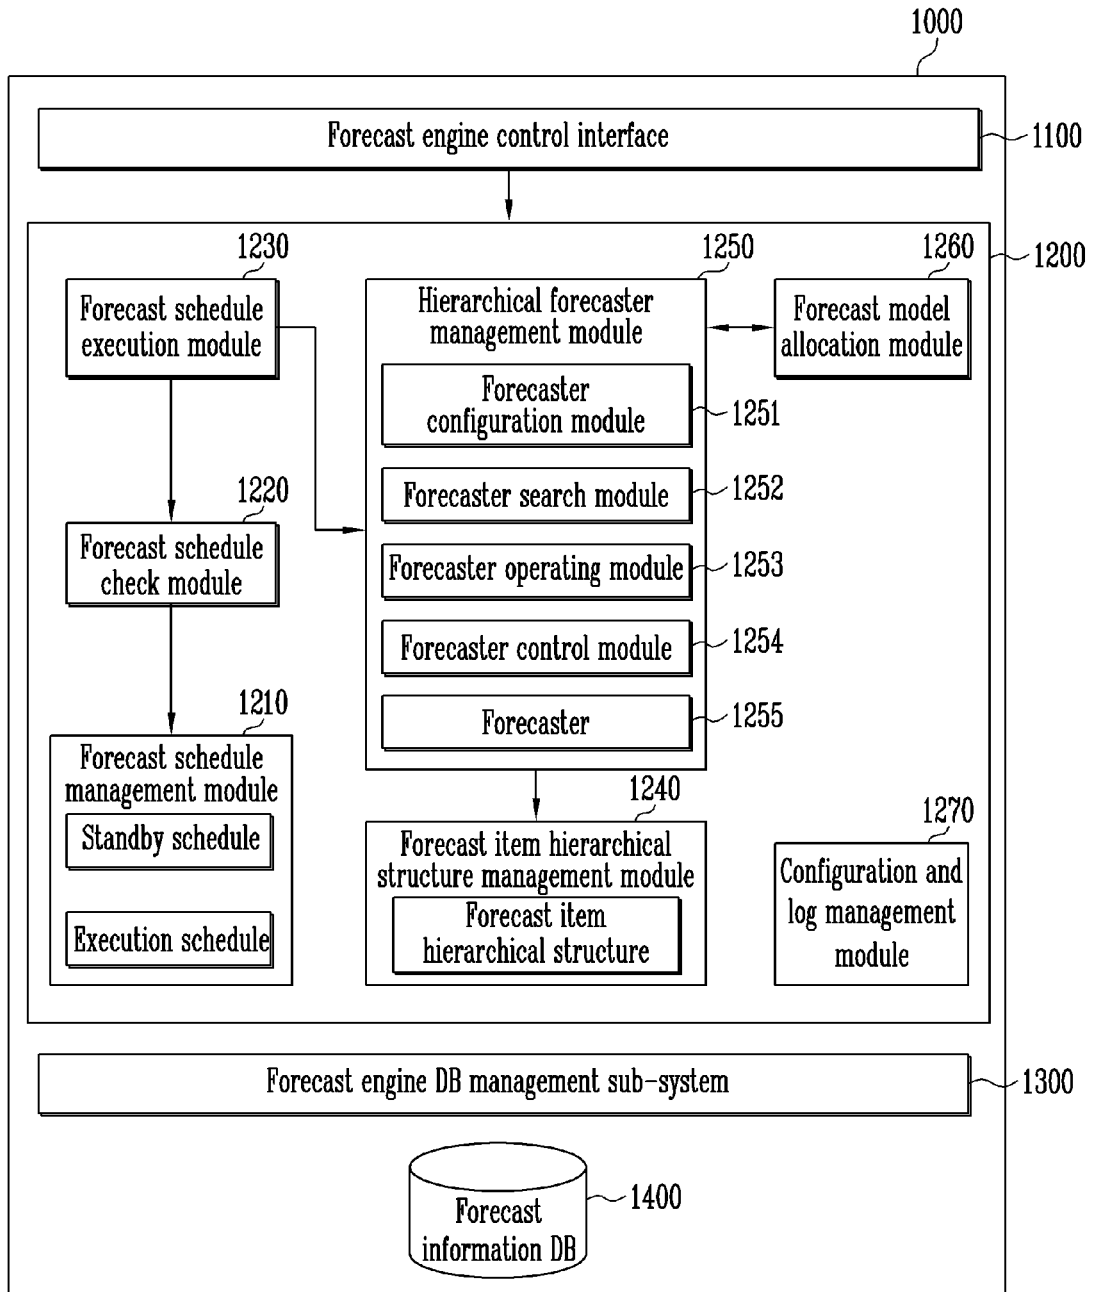 1000
Forecast engine control interface
1100
1200
1230
Forecast schedule
execution module
1250
Hierarchical forecaster
management module
1260
Forecast model
allocation module
Forecaster
configuration module
1251
Forecaster search module
1252
Forecaster operating module
1253
Forecaster control module
1254
Forecaster
1255
1220
Forecast schedule
check module
1210
Forecast schedule
management module
Standby schedule
Execution schedule
1240
Forecast item hierarchical
structure management module
Forecast item
hierarchical structure
1270
Configuration and
log management
module
Forecast engine DB management sub-system
1300
Forecast
information DB
1400